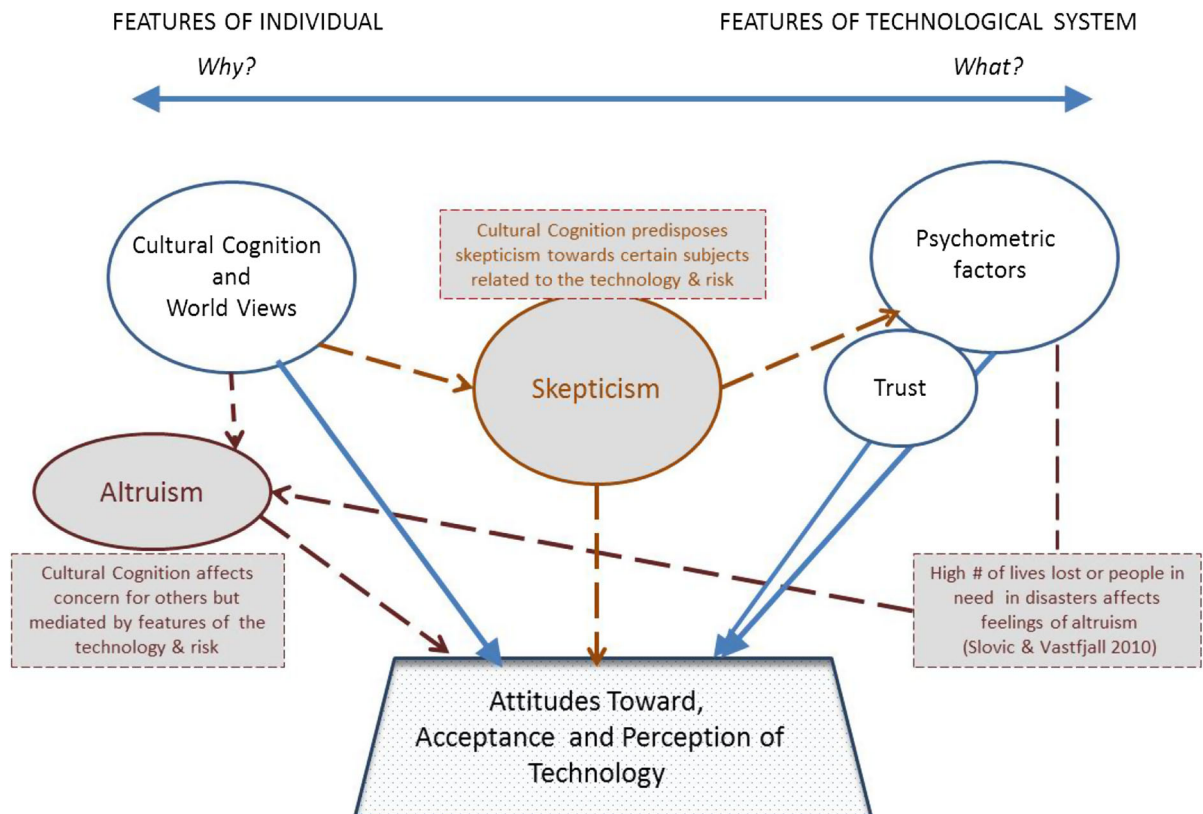 FEATURES OF INDIVIDUAL
FEATURES OF TECHNOLOGICAL SYSTEM
Why?
What?
Cultural Cognition
and
World Views
Cultural Cognition predisposes
skepticism towards certain subjects
related to the technology & risk
Psychometric
factors
Skepticism
Trust
Altruism
Cultural Cognition affects
concern for others but
mediated by features of the
technology & risk
High # of lives lost or people in
need in disasters affects
feelings of altruism
(Slovic & Vastfjall 2010)
Attitudes Toward,
Acceptance and Perception of
Technology